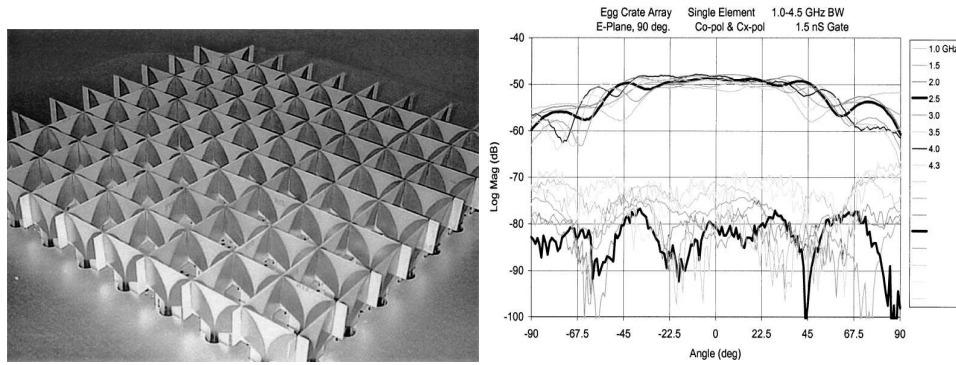 Egg Crate Array Single Element 1.0-4.5 GHz BW
E-Plane, 90 deg. Co-pol & Cx-pol 1.5 nS Gate
-40
-50
-60
-70
-80
-90
-100
Log Mag (dB)
-90 -67.5 -45 -22.5 0 22.5 45 67.5 90
Angle (deg)
1.0 GHz
1.5
2.0
2.5
3.0
3.5
4.0
4.3